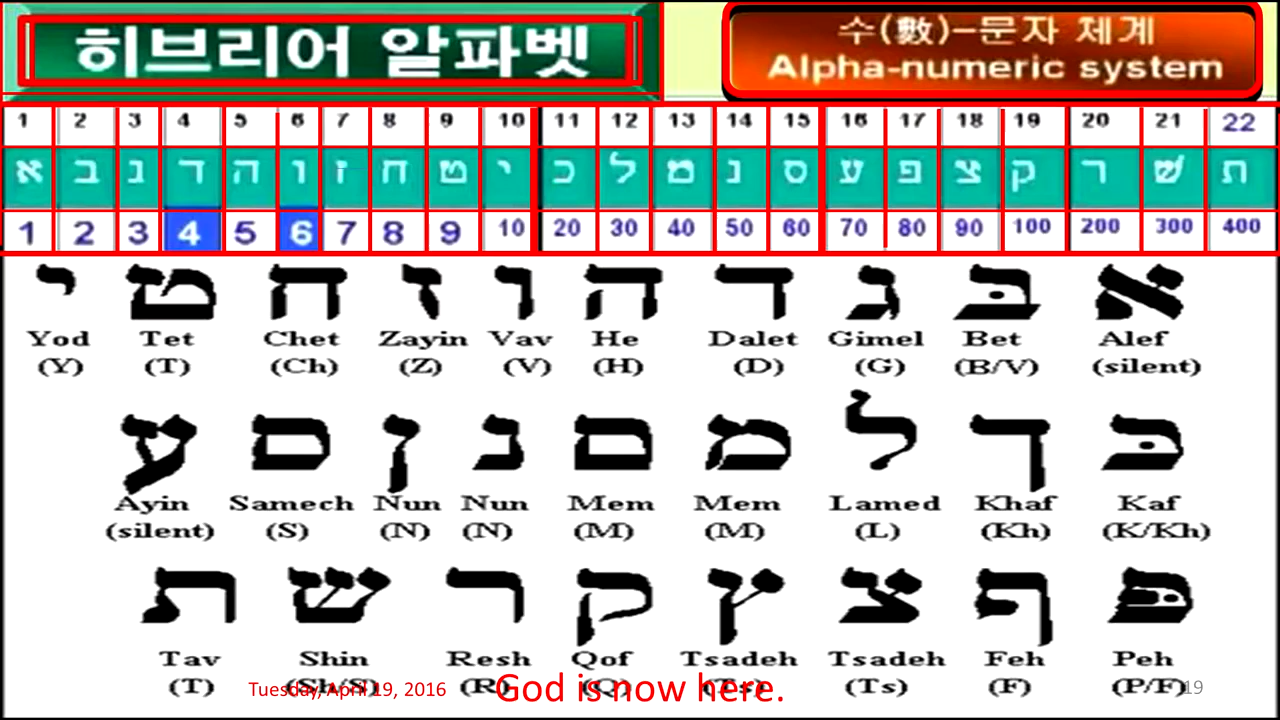 히브리어 알파벳
수(數)-문자 체계
Alpha-numeric system
1 2 3 4 5 6 7 8 9 10 11 12 13 14 15 16 17 18 19 20 21 22
א ב נ ד ה ו ז ח ט י כ ל מ נ ס ע פ צ ק ר שׁ ת
1 2 3 4 5 6 7 8 9 10 20 30 40 50 60 70 80 90 100 200 300 400
י ט ח ז ו ה ד ג בּ א
Yod Tet Chet Zayin Vav He Dalet Gimel Bet Alef
(Y) (T) (Ch) (Z) (V) (H) (D) (G) (B/V) (silent)
ע ס ן נ ם מ ל ך כּ
Ayin Samech Nun Nun Mem Mem Lamed Khaf Kaf
(silent) (S) (N) (N) (M) (M) (L) (Kh) (K/Kh)
ת ש ר ק ץ צ ף פּ
Tav Shin Resh Qof Tsadeh Tsadeh Feh Peh
(T) (Sh/S) (R) (Q) (Ts) (Ts) (F) (P/F)
Tuesday, April 19, 2016
God is now here.
19